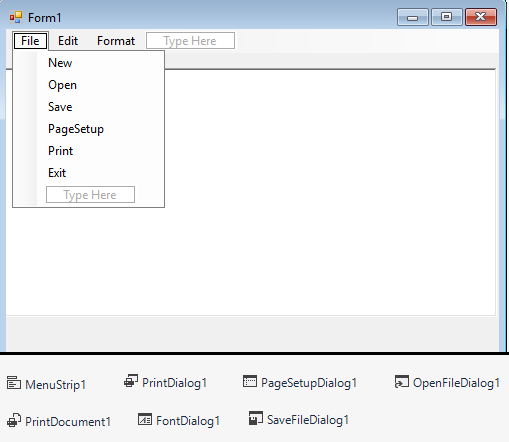 Form1
File Edit Format Type Here
New
Open
Save
PageSetup
Print
Exit
Type Here
MenuStrip1 PrintDialog1 PageSetupDialog1 OpenFileDialog1
PrintDocument1 FontDialog1 SaveFileDialog1